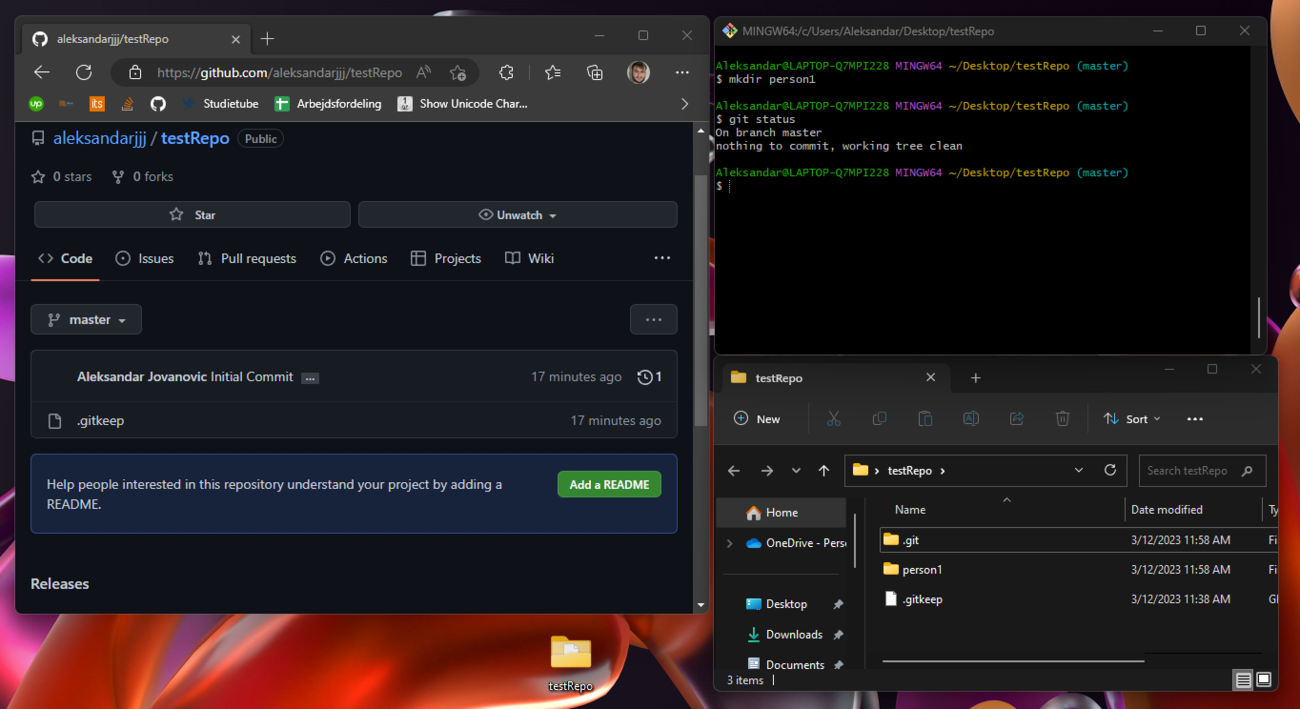 aleksandarjjj/testRepo
https://github.com/aleksandarjjj/testRepo
up
its
Studietube
Arbejdsfordeling
Show Unicode Char...
aleksandarjjj / testRepo Public
0 stars 0 forks
Star
Unwatch
Code
Issues
Pull requests
Actions
Projects
Wiki
...
master
...
Aleksandar Jovanovic Initial Commit ... 17 minutes ago 1
.gitkeep 17 minutes ago
Help people interested in this repository understand your project by adding a
README.
Add a README
Releases
MINGW64:/c/Users/Aleksandar/Desktop/testRepo
Aleksandar@LAPTOP-Q7MPI228 MINGW64 ~/Desktop/testRepo (master)
$ mkdir person1
Aleksandar@LAPTOP-Q7MPI228 MINGW64 ~/Desktop/testRepo (master)
$ git status
On branch master
nothing to commit, working tree clean
Aleksandar@LAPTOP-Q7MPI228 MINGW64 ~/Desktop/testRepo (master)
$
testRepo
New
Sort
...
testRepo
Search testRepo
Home
OneDrive - Perso
Desktop
Downloads
Documents
Name Date modified Ty
.git 3/12/2023 11:58 AM Fi
person1 3/12/2023 11:58 AM Fi
.gitkeep 3/12/2023 11:38 AM GI
3 items
testRepo